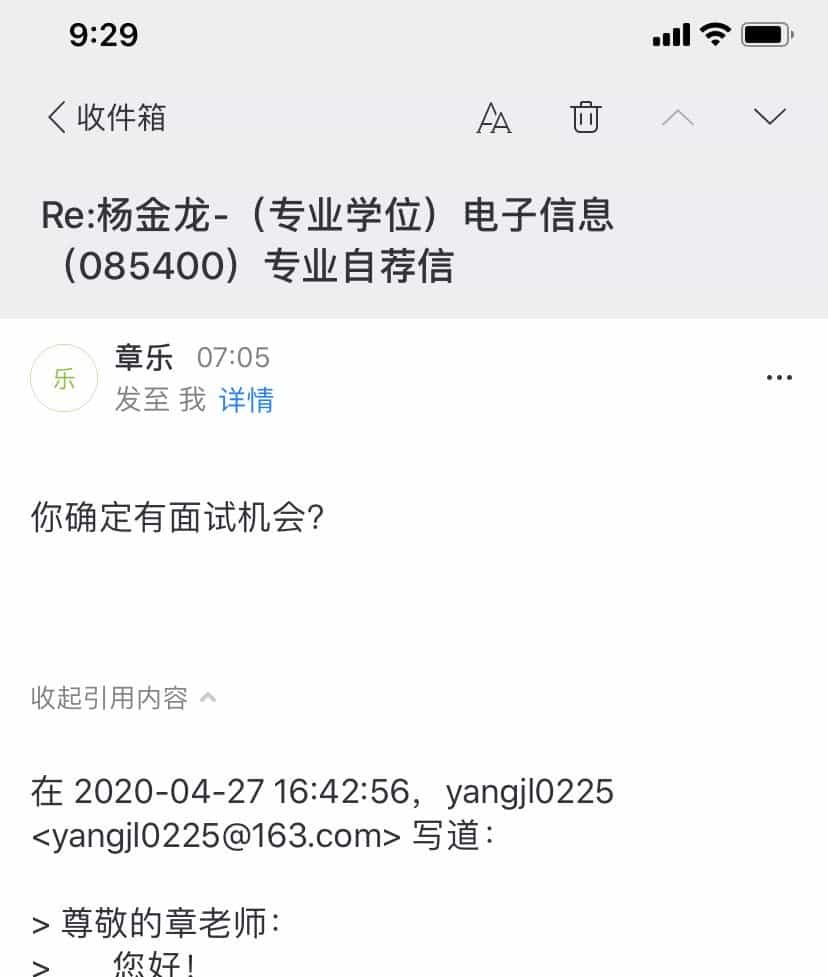 9:29
收件箱 AA
Re:杨金龙-（专业学位）电子信息
（085400）专业自荐信
乐 章乐 07:05
发至 我 详情
你确定有面试机会?
收起引用内容
在 2020-04-27 16:42:56，yangjl0225
<yangjl0225@163.com> 写道：
> 尊敬的章老师：
> 您好！